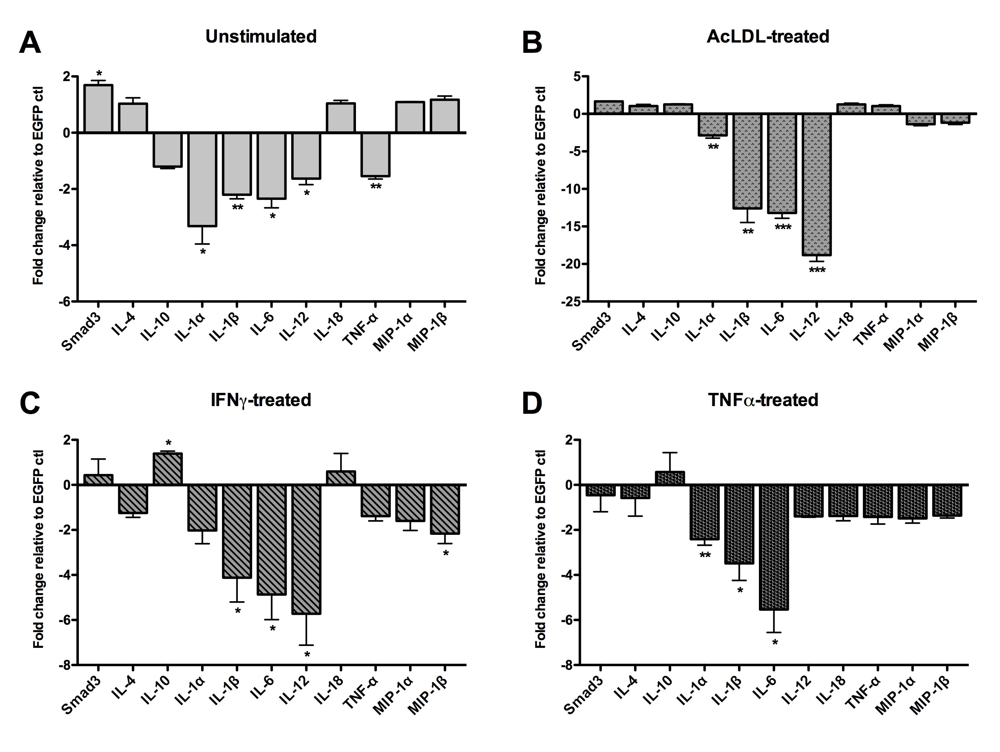 A
Unstimulated
Fold change relative to EGFP ctl
2
0
-2
-4
-6
*
*
**
*
*
**
Smad3
IL-4
IL-10
IL-1α
IL-1β
IL-6
IL-12
IL-18
TNF-α
MIP-1α
MIP-1β
B
AcLDL-treated
Fold change relative to EGFP ctl
5
0
-5
-10
-15
-20
-25
**
**
***
***
Smad3
IL-4
IL-10
IL-1α
IL-1β
IL-6
IL-12
IL-18
TNF-α
MIP-1α
MIP-1β
C
IFNγ-treated
Fold change relative to EGFP ctl
2
0
-2
-4
-6
-8
*
*
*
*
*
Smad3
IL-4
IL-10
IL-1α
IL-1β
IL-6
IL-12
IL-18
TNF-α
MIP-1α
MIP-1β
D
TNFα-treated
Fold change relative to EGFP ctl
2
0
-2
-4
-6
-8
**
*
*
Smad3
IL-4
IL-10
IL-1α
IL-1β
IL-6
IL-12
IL-18
TNF-α
MIP-1α
MIP-1β